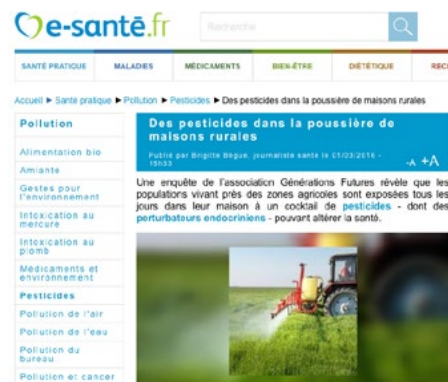 e-santé.fr
Recherche
SANTÉ PRATIQUE MALADIES MÉDICAMENTS BIEN-ÊTRE DIÉTÉTIQUE REC
Accueil ► Santé pratique ► Pollution ► Pesticides ► Des pesticides dans la poussière de maisons rurales
Pollution
Alimentation bio
Amiante
Gestes pour
l'environnement
Intoxication au
mercure
Intoxication au
plomb
Médicaments et
environnement
Pesticides
Pollution de l'air
Pollution de l'eau
Pollution du
bureau
Pollution et cancer
Des pesticides dans la poussière de
maisons rurales
Publié par Brigitte Bègue, journaliste santé le 01/03/2016 -
15h33
-A +A
Une enquête de l'association Générations Futures révèle que les
populations vivant près des zones agricoles sont exposées tous les
jours dans leur maison à un cocktail de pesticides - dont des
perturbateurs endocriniens - pouvant altérer la santé.